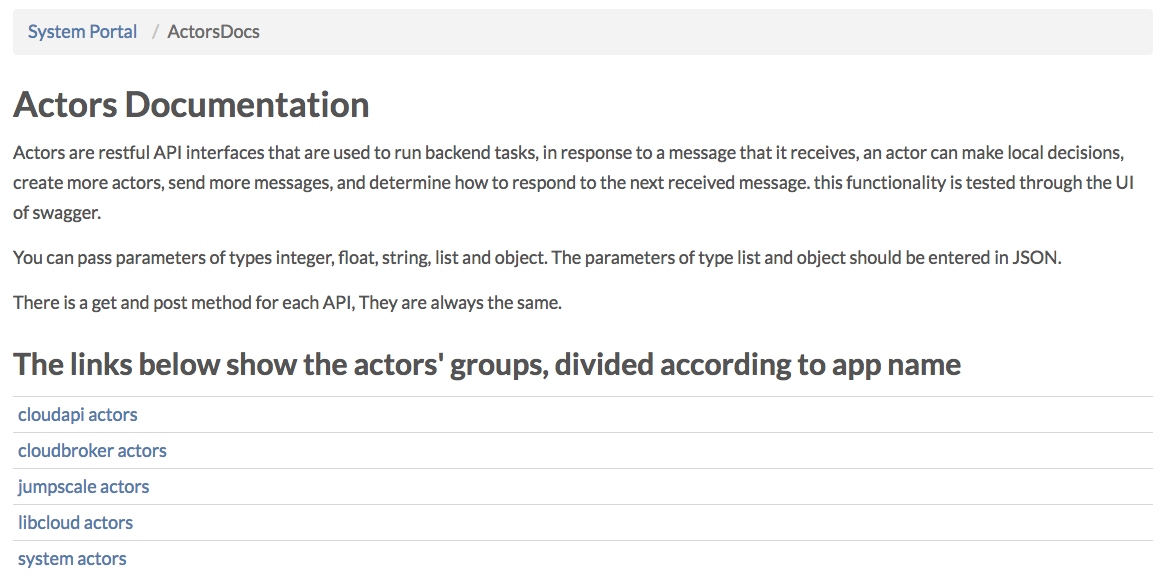 System Portal / ActorsDocs
Actors Documentation
Actors are restful API interfaces that are used to run backend tasks, in response to a message that it receives, an actor can make local decisions,
create more actors, send more messages, and determine how to respond to the next received message. this functionality is tested through the UI
of swagger.
You can pass parameters of types integer, float, string, list and object. The parameters of type list and object should be entered in JSON.
There is a get and post method for each API, They are always the same.
The links below show the actors' groups, divided according to app name
cloudapi actors
cloudbroker actors
jumpscale actors
libcloud actors
system actors